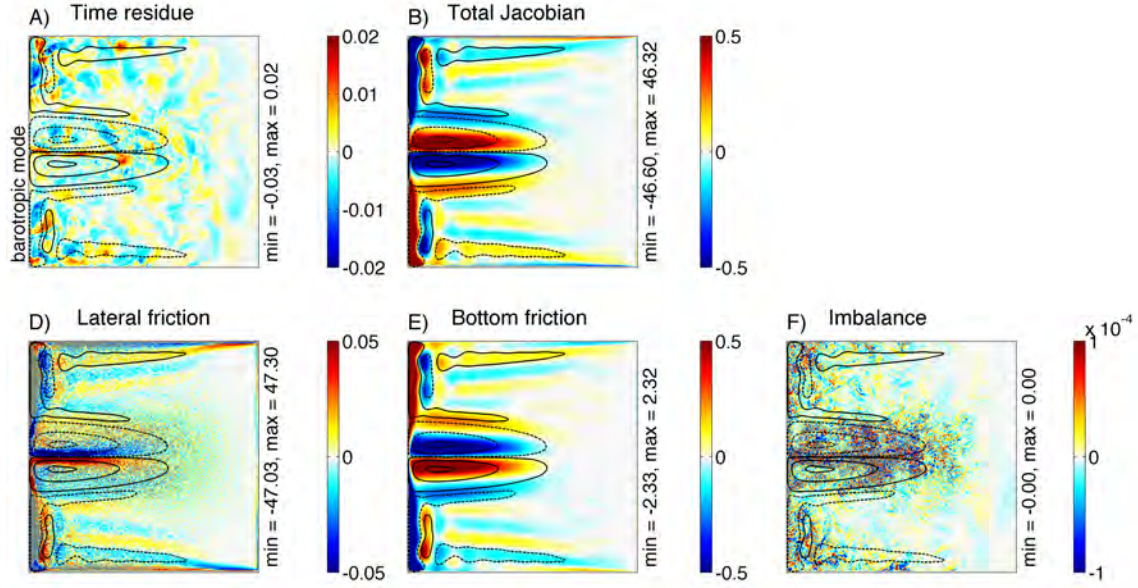 A) Time residue
barotropic mode
0.02
0.01
0
-0.01
-0.02
min = -0.03, max = 0.02
B) Total Jacobian
min = -46.60, max = 46.32
0.5
0
-0.5
D) Lateral friction
min = -47.03, max = 47.30
0.05
0
-0.05
E) Bottom friction
min = -2.33, max = 2.32
0.5
0
-0.5
F) Imbalance
min = -0.00, max = 0.00
x 10-4
1
0
-1